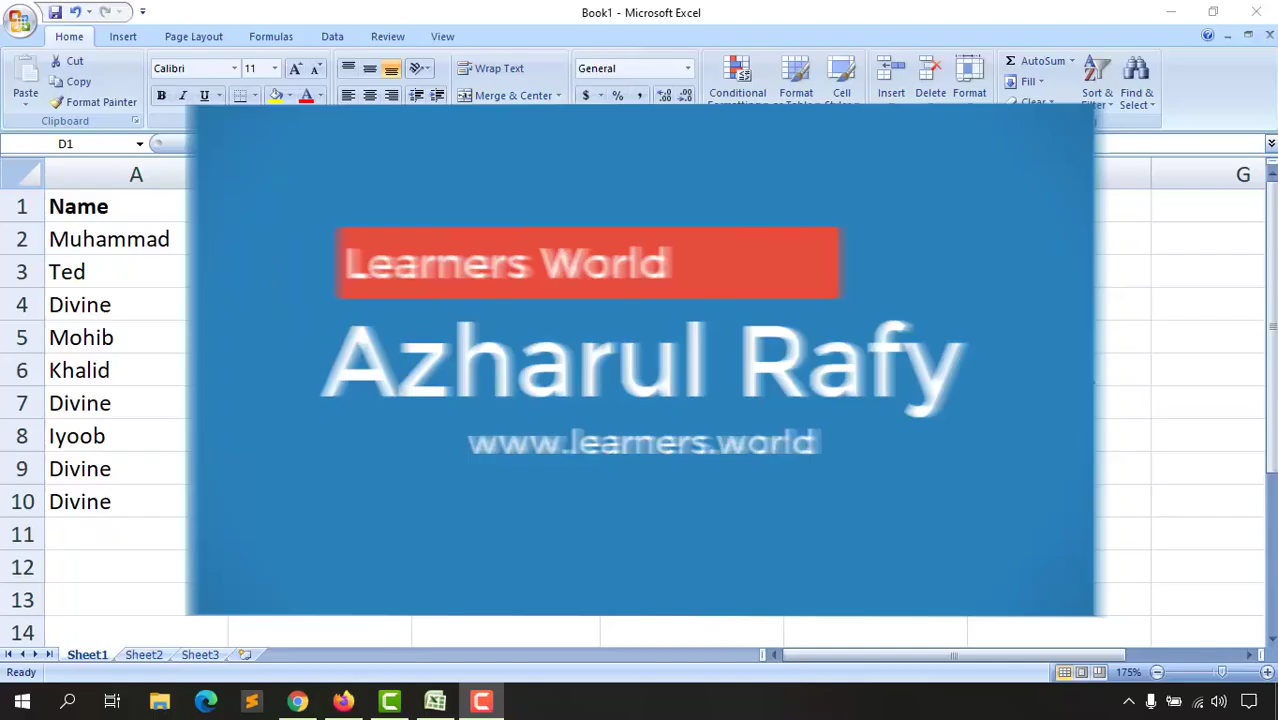 Book1 - Microsoft Excel
Home Insert Page Layout Formulas Data Review View
Paste
Cut
Copy
Format Painter
Clipboard
Calibri 11
B I U
Wrap Text
Merge & Center
General
$ % ,
Conditional
Format
Cell
Insert Delete Format
Σ AutoSum
Fill
Clear
Sort & Filter
Find & Select
D1
A G
1 Name
2 Muhammad
3 Ted
4 Divine
5 Mohib
6 Khalid
7 Divine
8 Iyoob
9 Divine
10 Divine
11
12
13
14
Learners World
Azharul Rafy
www.learners.world
Sheet1 Sheet2 Sheet3
Ready 175%